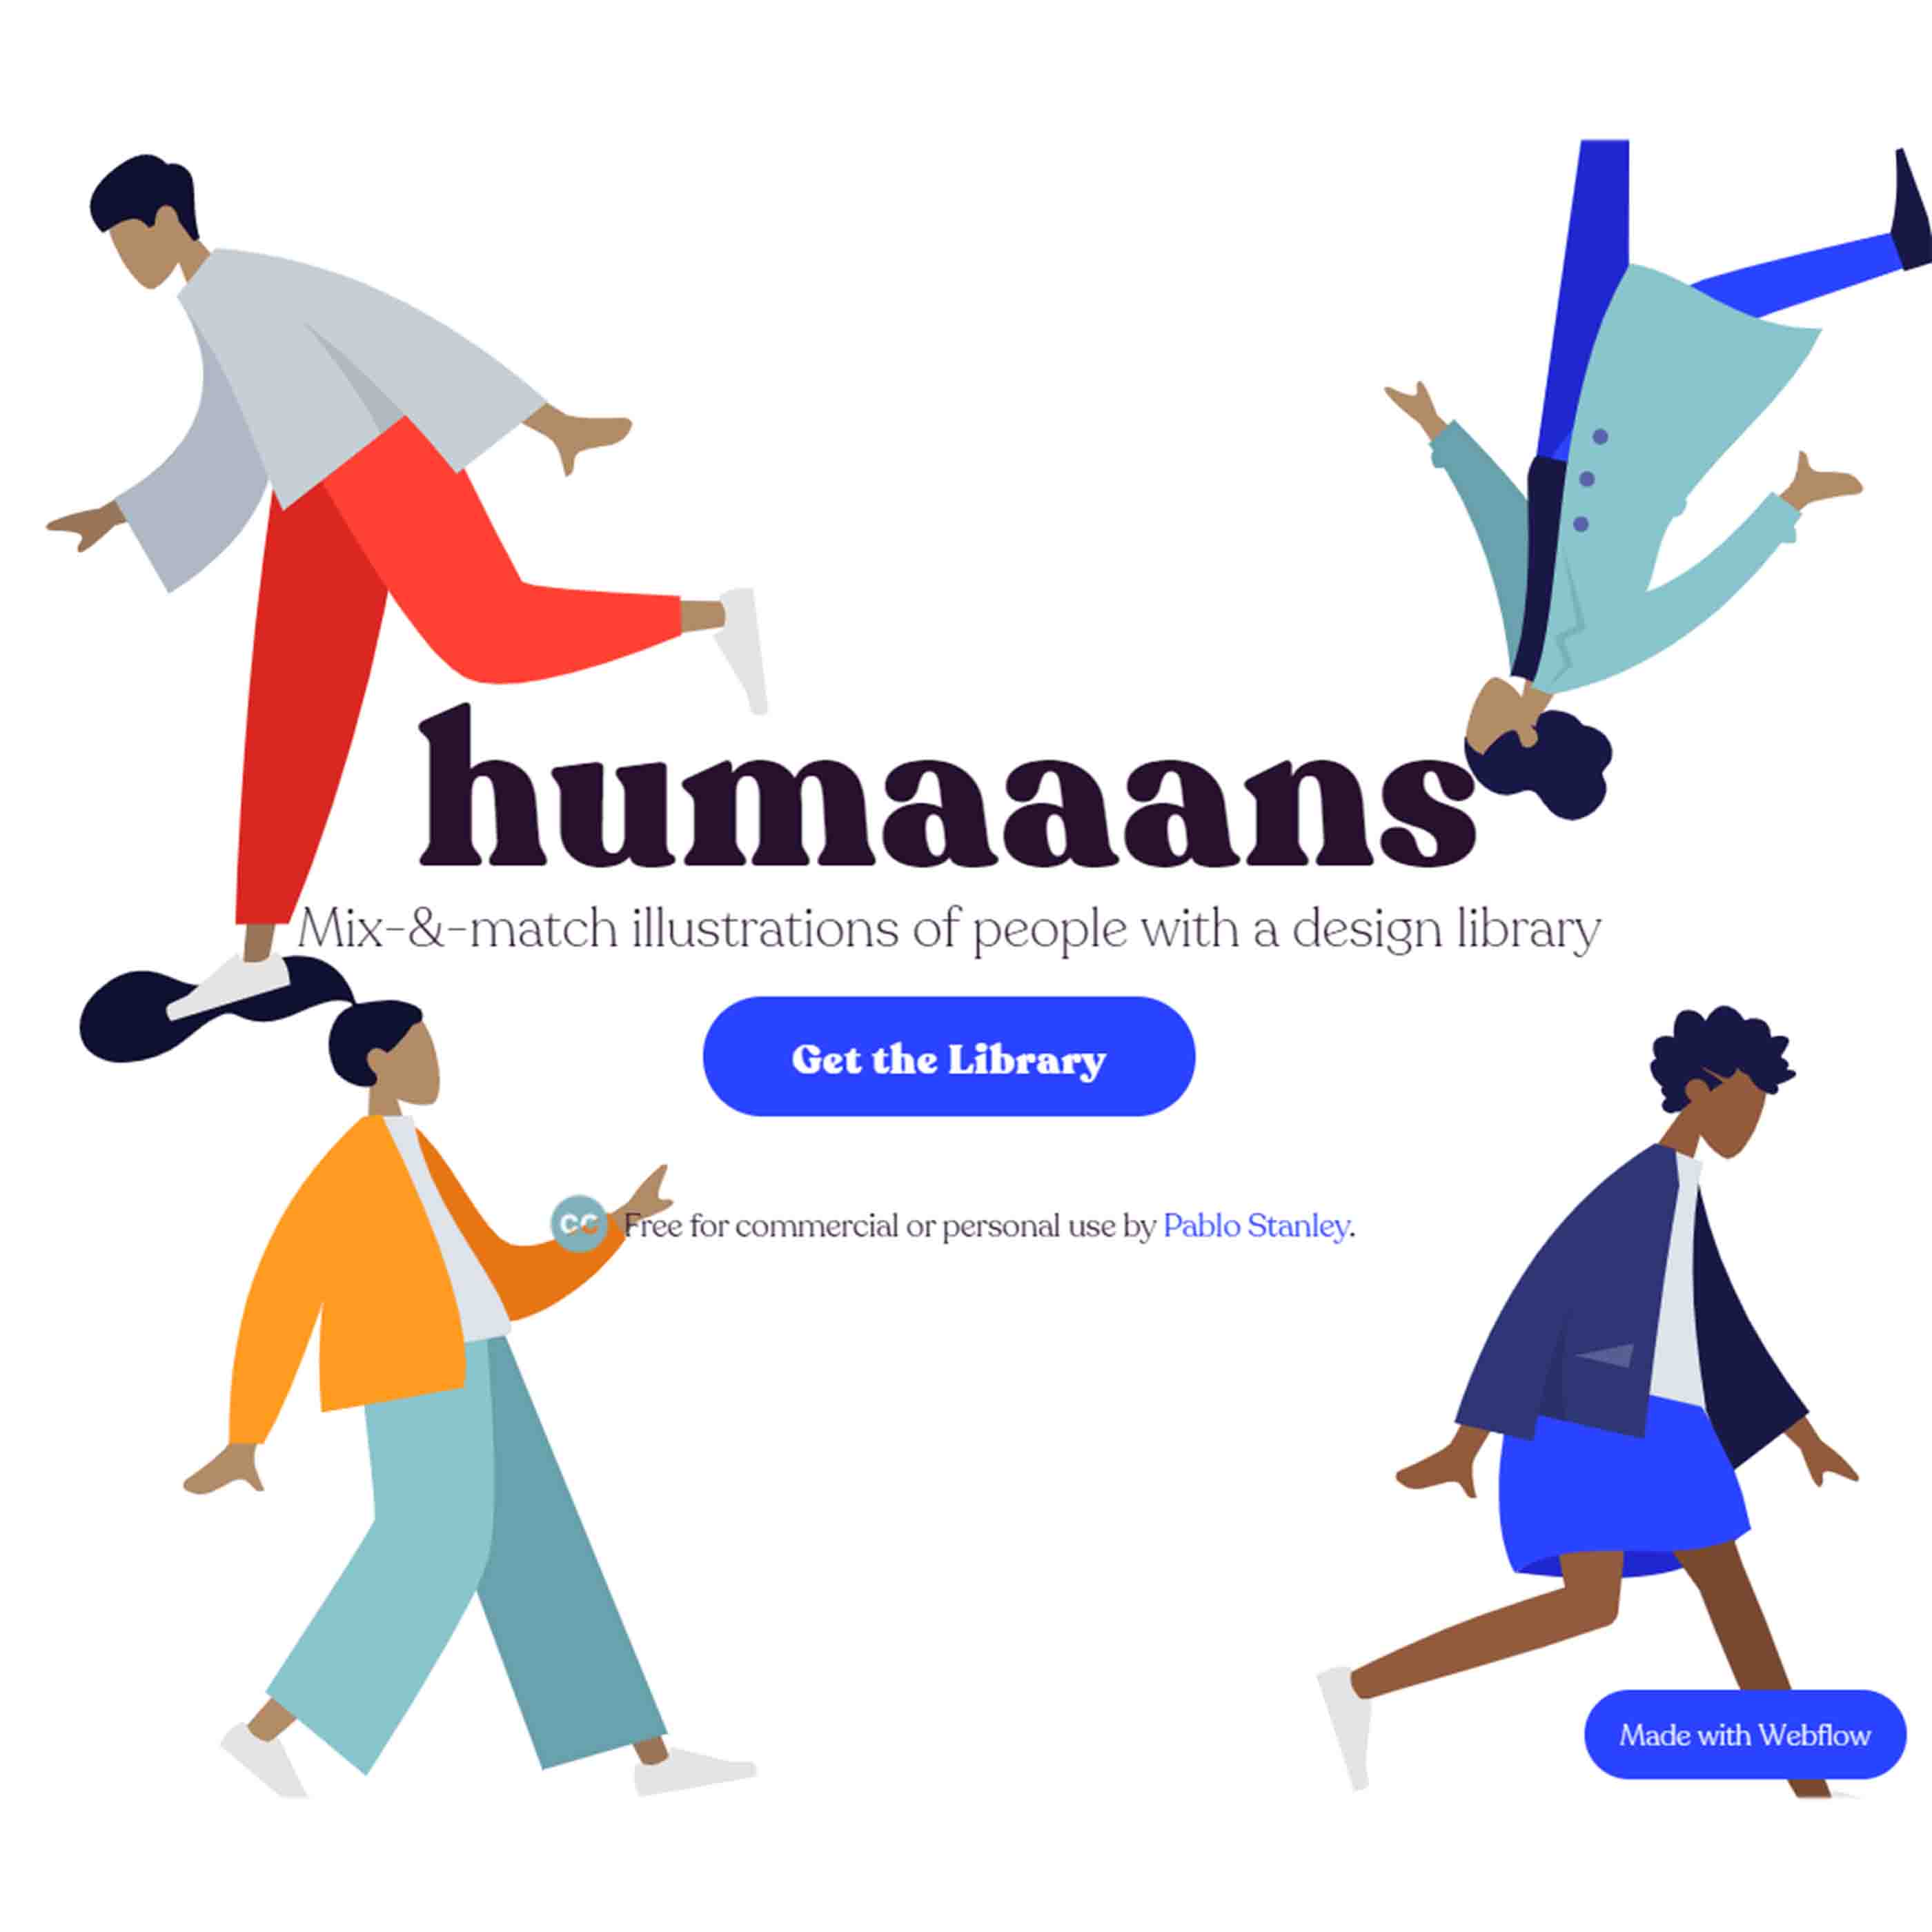 humaaans
Mix-&-match illustrations of people with a design library
Get the Library
cc Free for commercial or personal use by Pablo Stanley.
Made with Webflow